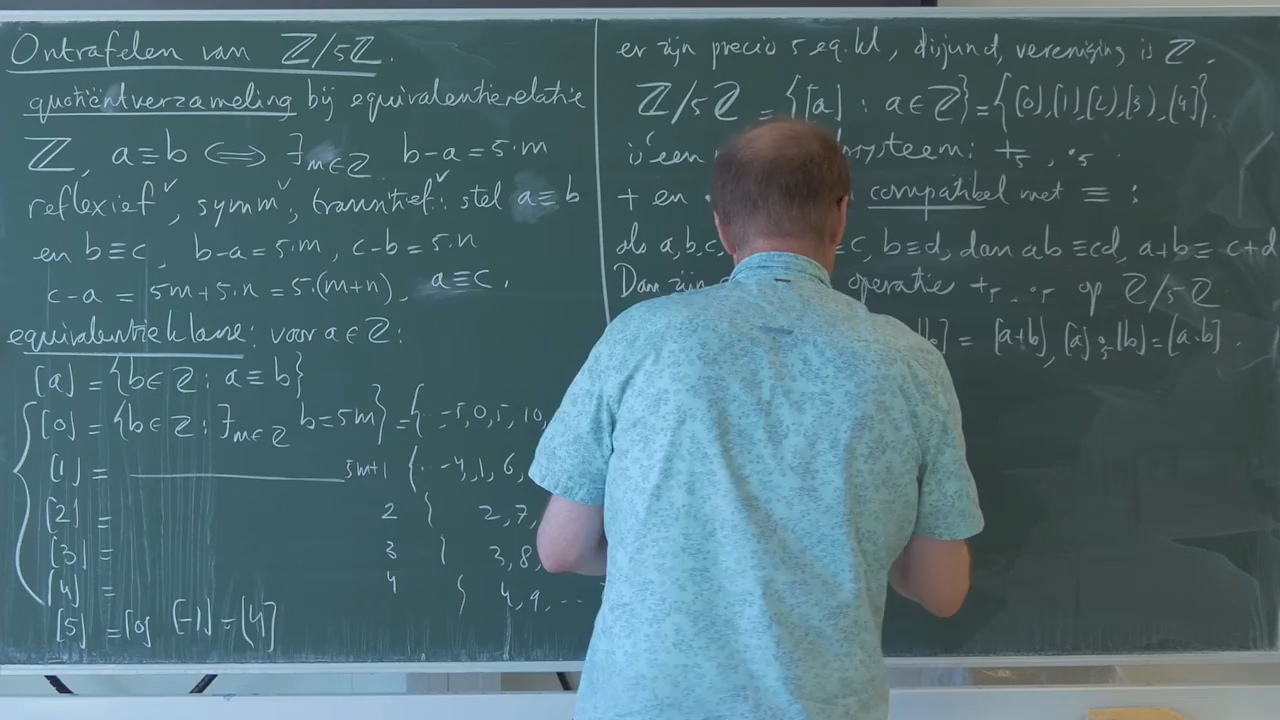 Ontrafelen van ℤ/5ℤ.
quotiëntverzameling bij equivalentierelatie
ℤ, a≡b ⟺ ∃m∈ℤ b-a=5·m
reflexief ✓, symm ✓, transitief ✓: stel a≡b
en b≡c, b-a=5·m, c-b=5·n
c-a = 5m+5·n = 5·(m+n), a≡c.
equivalentieklasse: voor a∈ℤ:
[a] = {b∈ℤ: a≡b}
[0] = {b∈ℤ: ∃m∈ℤ b=5m} = {··-5,0,5,10,
[1] = 5m+1 {··-4,1,6,
[2] = 2 { 2,7,
[3] = 3 { 3,8,
[4] = 4 { 4,9,...
[5] = [0] [-1] = [4]
er zijn precies 5 eq.kl, disjunct, vereniging is ℤ.
ℤ/5ℤ = {[a] : a∈ℤ} = {[0],[1],[2],[3],[4]}.
is een systeem: +₅, ·₅.
+ en compatibel met ≡ :
als a,b,c, ≡c, b≡d, dan ab≡cd, a+b≡c+d
Dan zijn operatie +₅, ·₅ op ℤ/5ℤ
[b] = [a+b], [a]·₅[b]=[a·b].